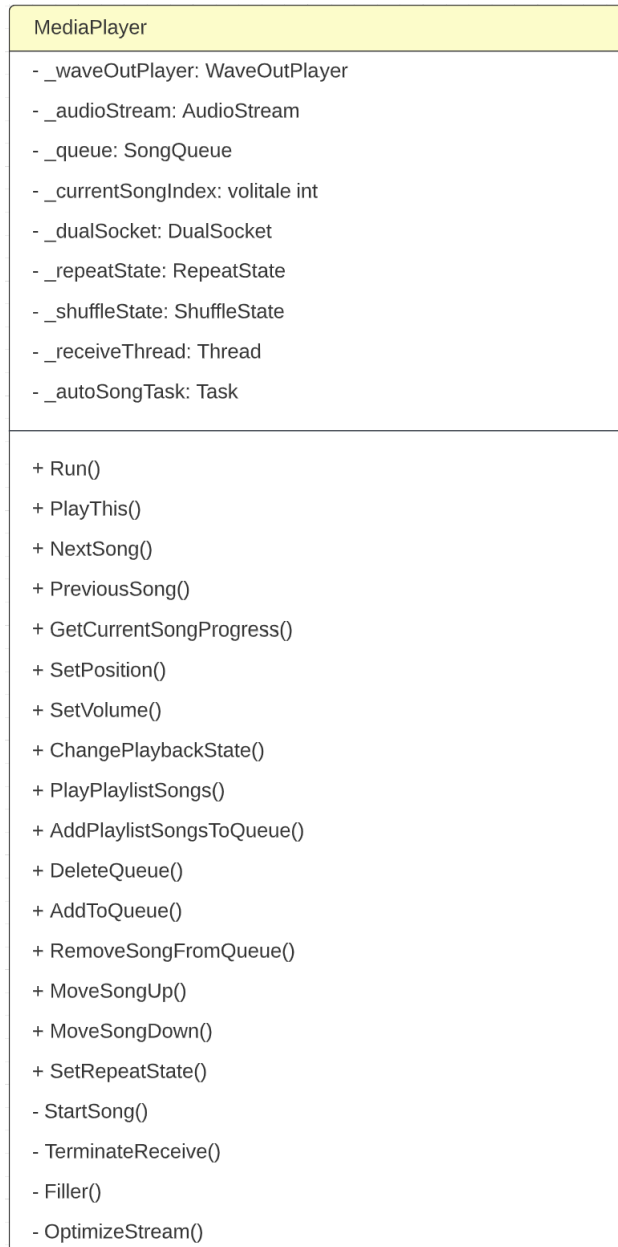 MediaPlayer
- _waveOutPlayer: WaveOutPlayer
- _audioStream: AudioStream
- _queue: SongQueue
- _currentSongIndex: volitale int
- _dualSocket: DualSocket
- _repeatState: RepeatState
- _shuffleState: ShuffleState
- _receiveThread: Thread
- _autoSongTask: Task
+ Run()
+ PlayThis()
+ NextSong()
+ PreviousSong()
+ GetCurrentSongProgress()
+ SetPosition()
+ SetVolume()
+ ChangePlaybackState()
+ PlayPlaylistSongs()
+ AddPlaylistSongsToQueue()
+ DeleteQueue()
+ AddToQueue()
+ RemoveSongFromQueue()
+ MoveSongUp()
+ MoveSongDown()
+ SetRepeatState()
- StartSong()
- TerminateReceive()
- Filler()
- OptimizeStream()